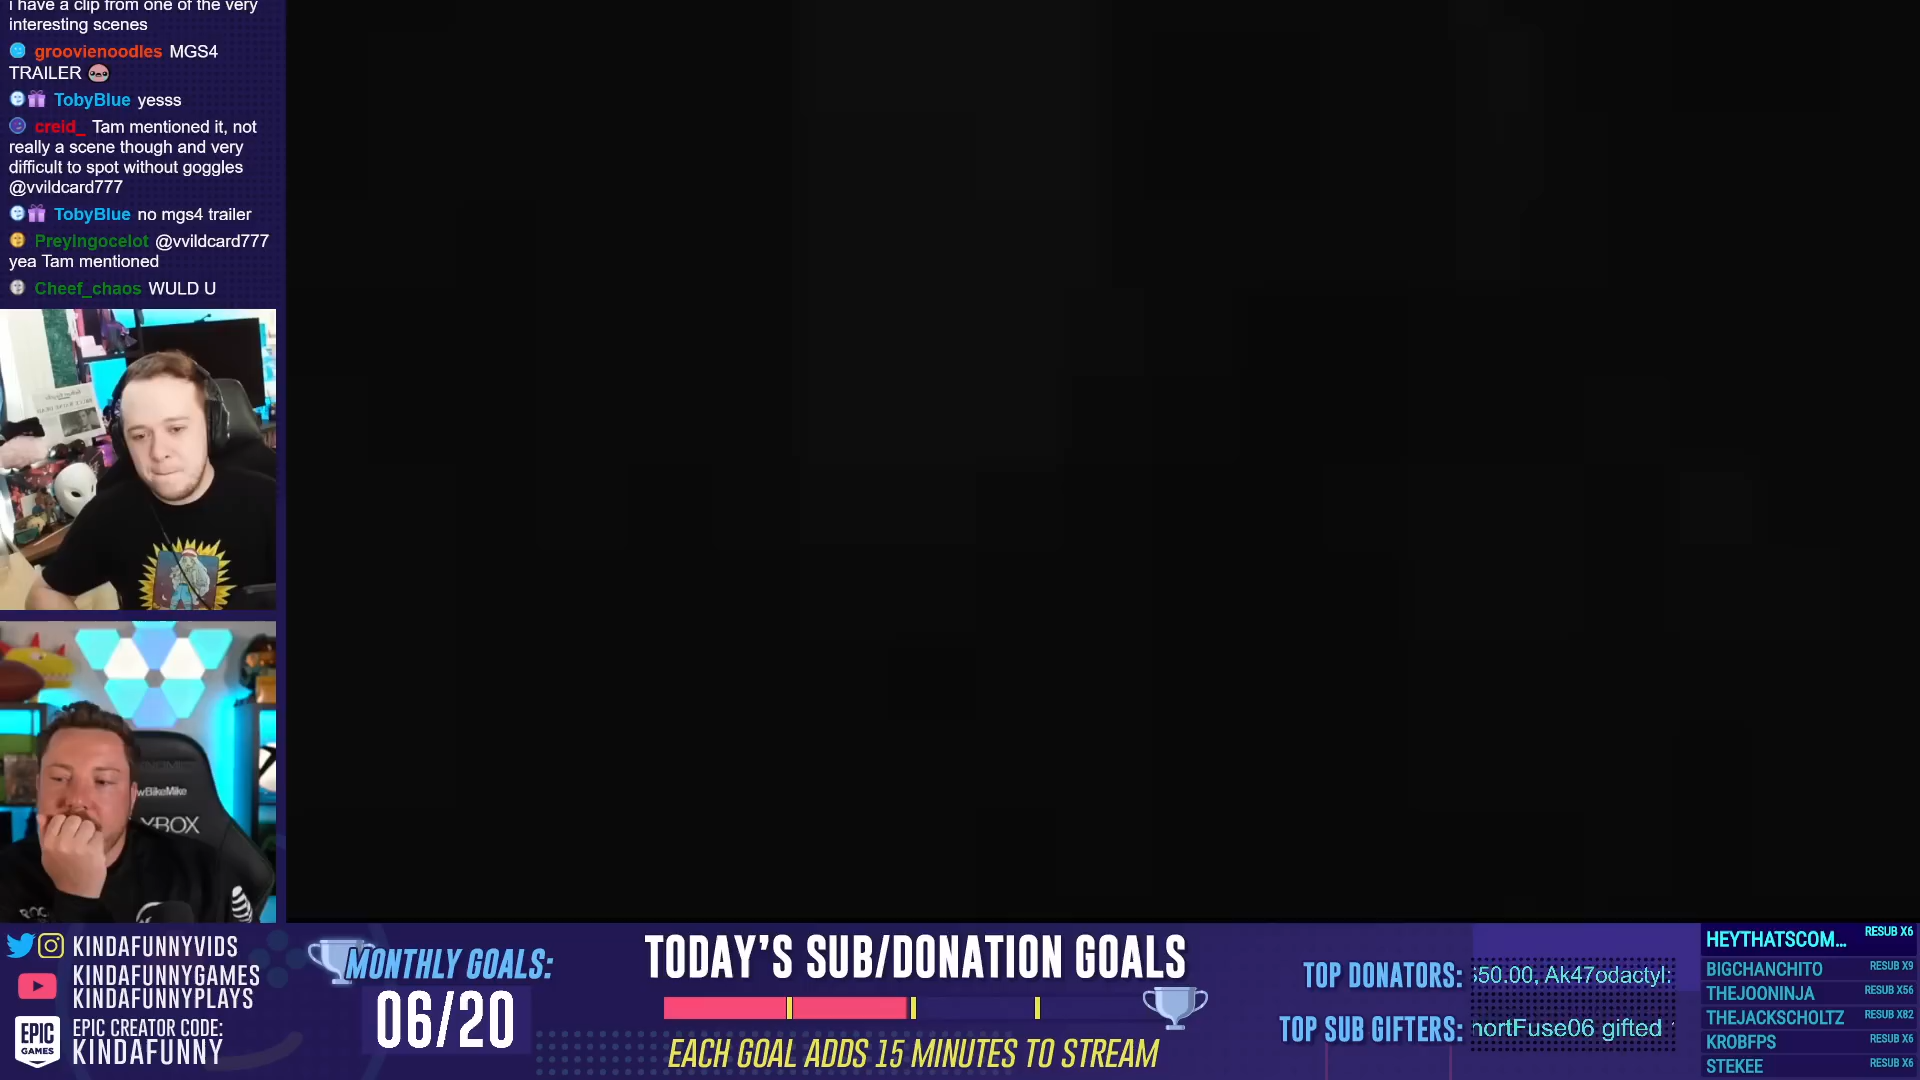 i have a clip from one of the very
interesting scenes
groovienoodles MGS4
TRAILER
TobyBlue yesss
creid_ Tam mentioned it, not
really a scene though and very
difficult to spot without goggles
@vvildcard777
TobyBlue no mgs4 trailer
PreyIngocelot @vvildcard777
yea Tam mentioned
Cheef_chaos WULD U
wBikeMike
XBOX
KINDAFUNNYVIDS
KINDAFUNNYGAMES
KINDAFUNNYPLAYS
EPIC GAMES
EPIC CREATOR CODE:
KINDAFUNNY
MONTHLY GOALS:
06/20
TODAY'S SUB/DONATION GOALS
EACH GOAL ADDS 15 MINUTES TO STREAM
TOP DONATORS: $50.00, Ak47odactyl:
TOP SUB GIFTERS: hortFuse06 gifted
HEYTHATSCOM... RESUB X6
BIGCHANCHITO RESUB X9
THEJOONINJA RESUB X56
THEJACKSCHOLTZ RESUB X82
KROBFPS RESUB X6
STEKEE RESUB X6